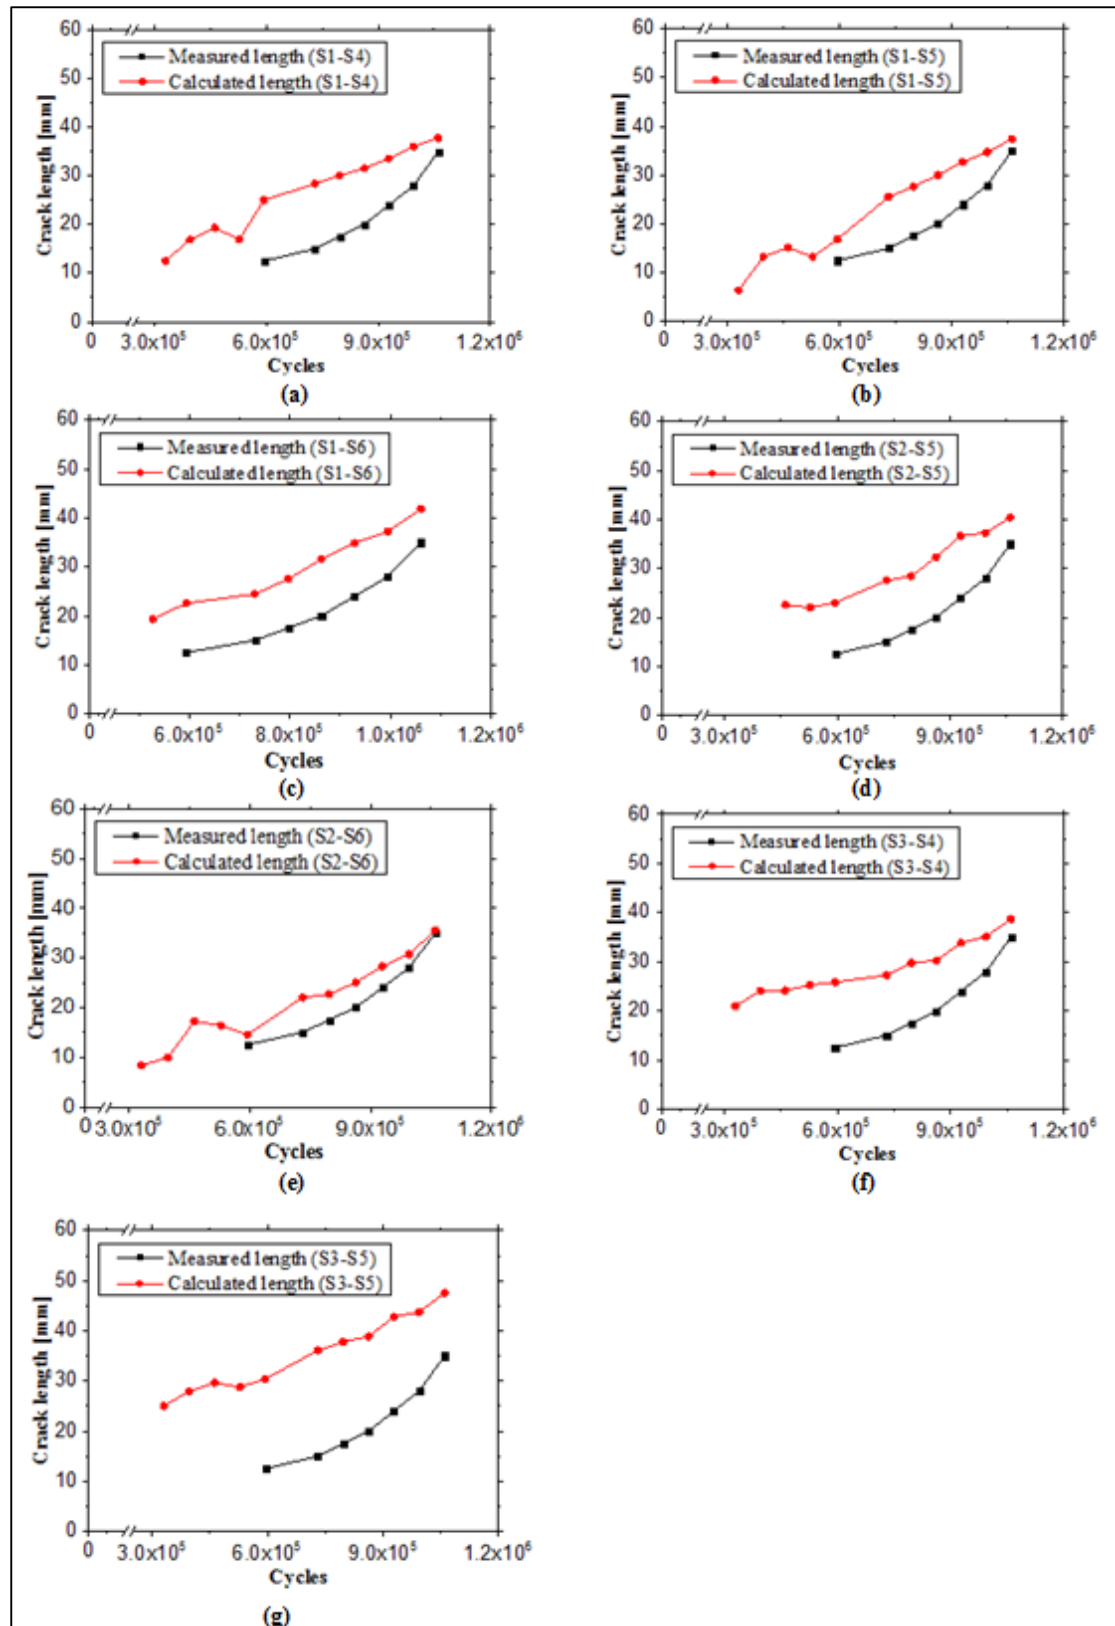 60
50
40
30
20
10
0
Crack length [mm]
Measured length (S1-S4)
Calculated length (S1-S4)
0 3.0x10⁵ 6.0x10⁵ 9.0x10⁵ 1.2x10⁶
Cycles
(a)
60
50
40
30
20
10
0
Crack length [mm]
Measured length (S1-S5)
Calculated length (S1-S5)
0 3.0x10⁵ 6.0x10⁵ 9.0x10⁵ 1.2x10⁶
Cycles
(b)
60
50
40
30
20
10
0
Crack length [mm]
Measured length (S1-S6)
Calculated length (S1-S6)
0 6.0x10⁵ 8.0x10⁵ 1.0x10⁶ 1.2x10⁶
Cycles
(c)
60
50
40
30
20
10
0
Crack length [mm]
Measured length (S2-S5)
Calculated length (S2-S5)
0 3.0x10⁵ 6.0x10⁵ 9.0x10⁵ 1.2x10⁶
Cycles
(d)
60
50
40
30
20
10
0
Crack length [mm]
Measured length (S2-S6)
Calculated length (S2-S6)
0 3.0x10⁵ 6.0x10⁵ 9.0x10⁵ 1.2x10⁶
Cycles
(e)
60
50
40
30
20
10
0
Crack length [mm]
Measured length (S3-S4)
Calculated length (S3-S4)
0 3.0x10⁵ 6.0x10⁵ 9.0x10⁵ 1.2x10⁶
Cycles
(f)
60
50
40
30
20
10
0
Crack length [mm]
Measured length (S3-S5)
Calculated length (S3-S5)
0 3.0x10⁵ 6.0x10⁵ 9.0x10⁵ 1.2x10⁶
Cycles
(g)